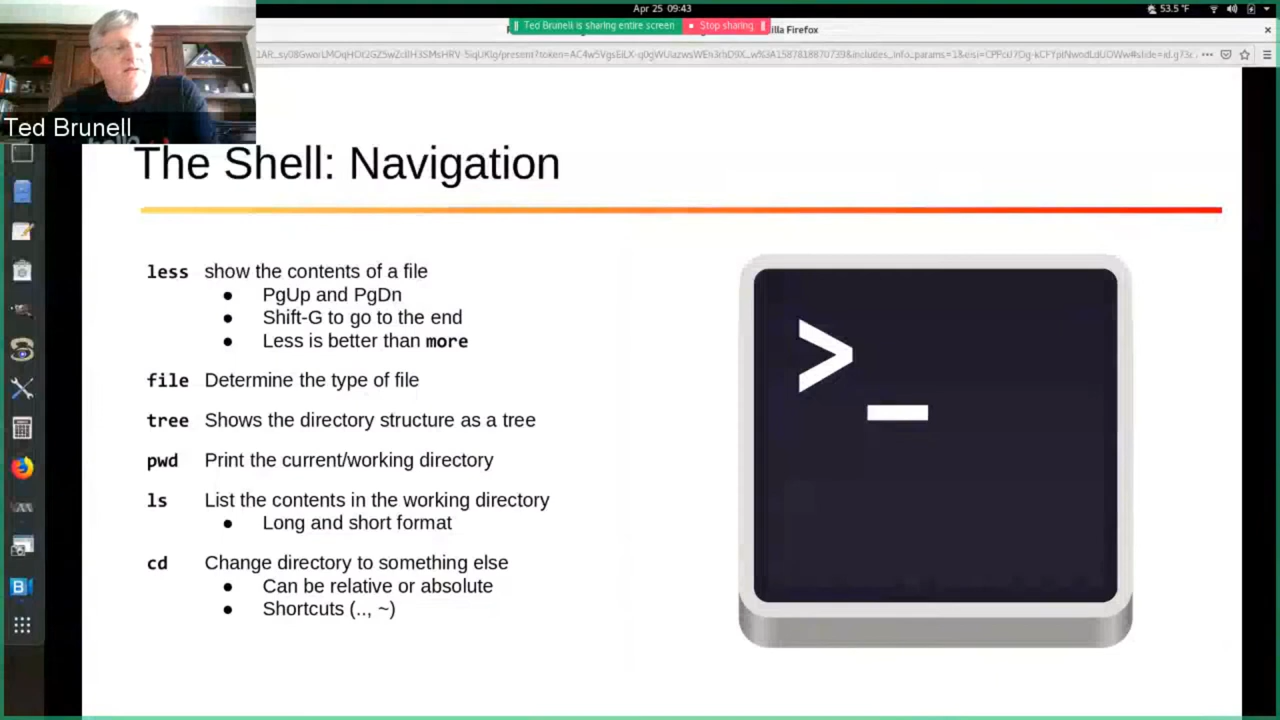 Apr 25 09:43
53.5 °F
Ted Brunell is sharing entire screen
Stop sharing
illa Firefox
Ted Brunell
The Shell: Navigation
less show the contents of a file
● PgUp and PgDn
● Shift-G to go to the end
● Less is better than more
file Determine the type of file
tree Shows the directory structure as a tree
pwd Print the current/working directory
ls List the contents in the working directory
● Long and short format
cd Change directory to something else
● Can be relative or absolute
● Shortcuts (.., ~)
>_